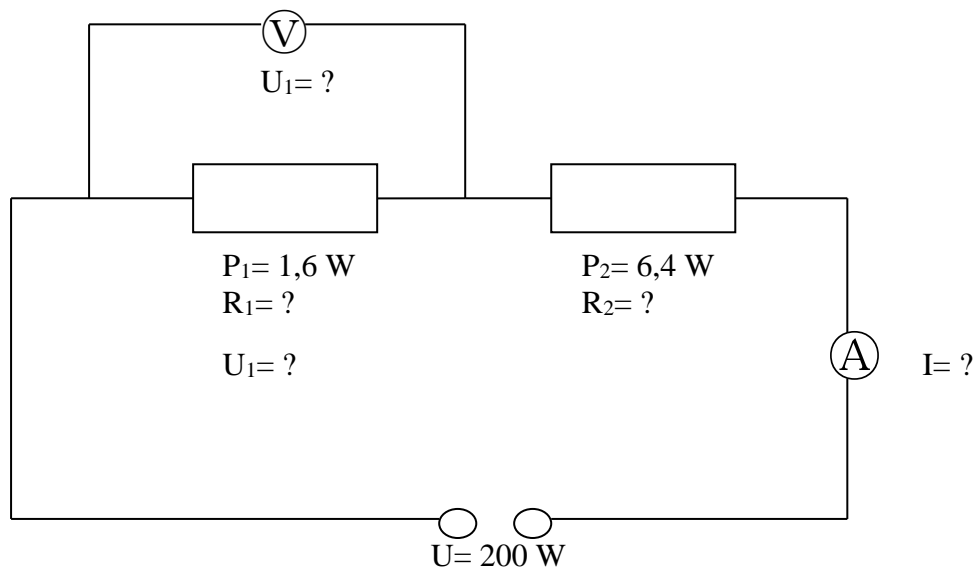 V
U₁= ?
P₁= 1,6 W
R₁= ?
U₁= ?
P₂= 6,4 W
R₂= ?
A
I= ?
U= 200 W